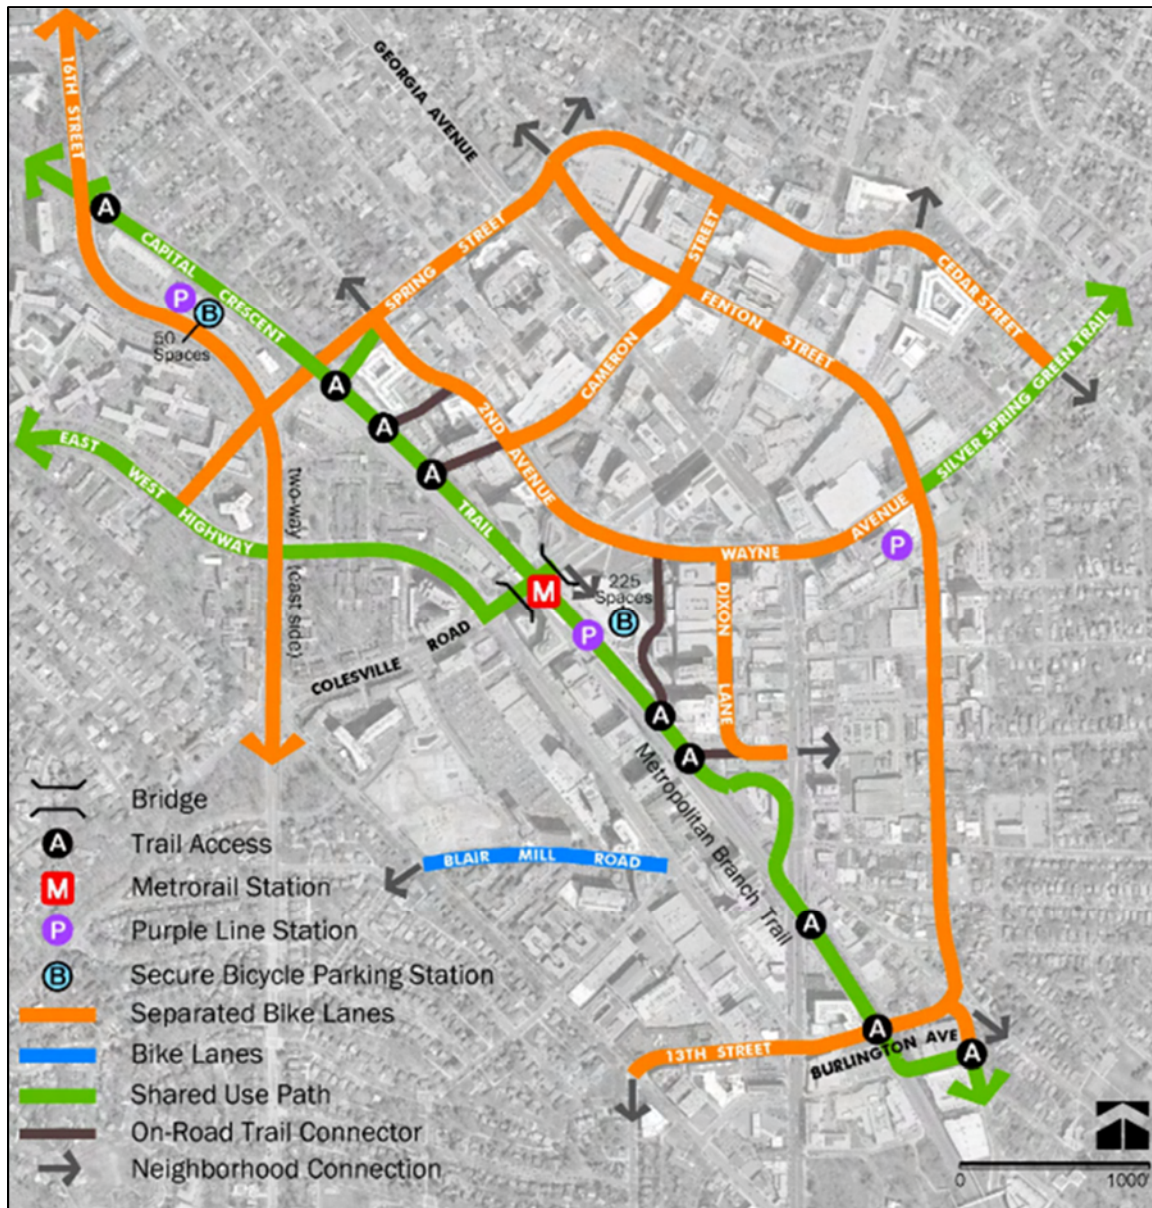 16TH STREET
GEORGIA AVENUE
A
CAPITAL CRESCENT TRAIL
P
B
50
Spaces
SPRING STREET
STREET
CAMERON
FENTON STREET
CEDAR STREET
SILVER SPRING GREEN TRAIL
A
A
A
2ND AVENUE
EAST WEST HIGHWAY
two-way (east side)
WAYNE AVENUE
P
M
225
Spaces
B
P
DIXON LANE
COLESVILLE ROAD
A
A
Metropolitan Branch Trail
BLAIR MILL ROAD
A
A
13TH STREET
BURLINGTON AVE
A
Bridge
A Trail Access
M Metrorail Station
P Purple Line Station
B Secure Bicycle Parking Station
Separated Bike Lanes
Bike Lanes
Shared Use Path
On-Road Trail Connector
Neighborhood Connection
0 1000'